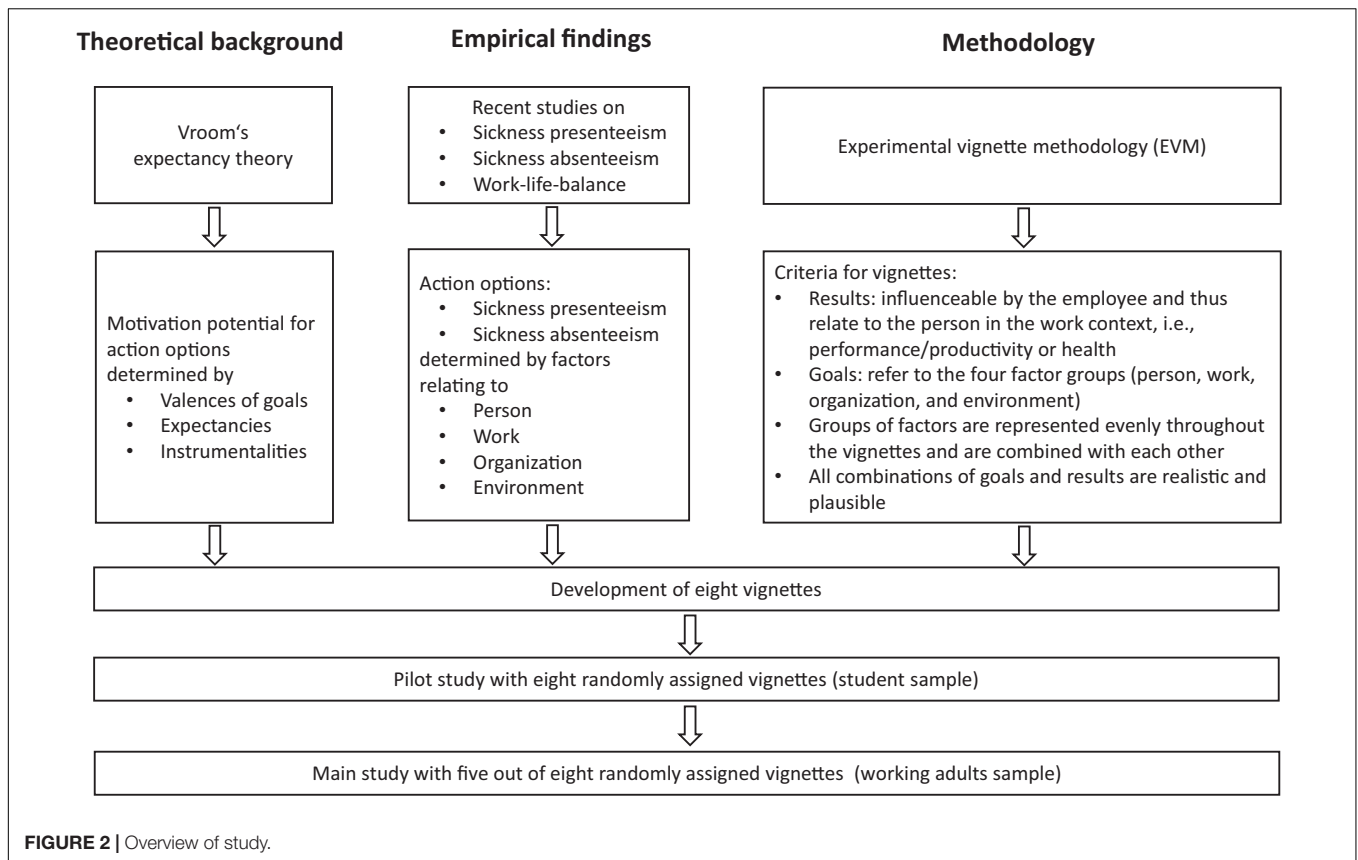 Theoretical background
Empirical findings
Methodology
Vroom‘s
expectancy theory
Recent studies on
• Sickness presenteeism
• Sickness absenteeism
• Work-life-balance
Experimental vignette methodology (EVM)
Motivation potential for
action options
determined by
• Valences of goals
• Expectancies
• Instrumentalities
Action options:
• Sickness presenteeism
• Sickness absenteeism
determined by factors
relating to
• Person
• Work
• Organization
• Environment
Criteria for vignettes:
• Results: influenceable by the employee and thus
relate to the person in the work context, i.e.,
performance/productivity or health
• Goals: refer to the four factor groups (person, work,
organization, and environment)
• Groups of factors are represented evenly throughout
the vignettes and are combined with each other
• All combinations of goals and results are realistic and
plausible
Development of eight vignettes
Pilot study with eight randomly assigned vignettes (student sample)
Main study with five out of eight randomly assigned vignettes (working adults sample)
FIGURE 2 | Overview of study.